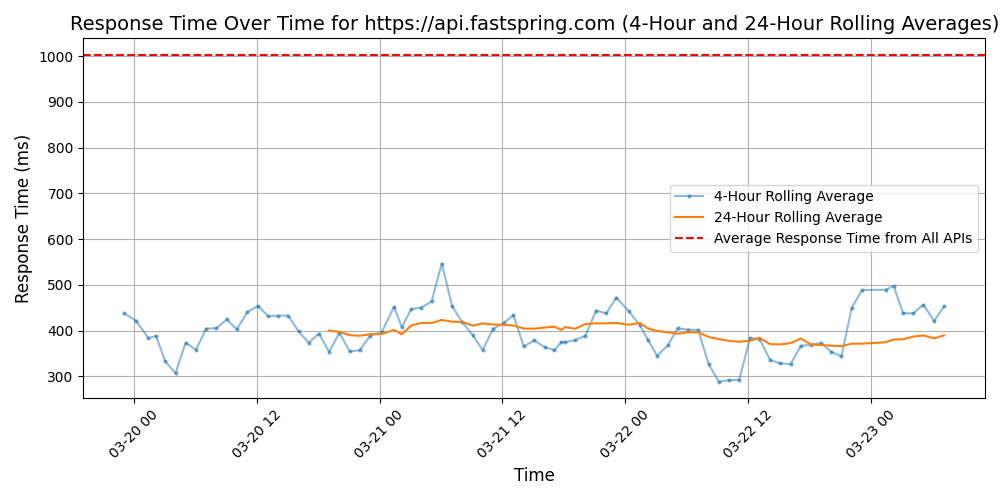 Response Time Over Time for https://api.fastspring.com (4-Hour and 24-Hour Rolling Averages)
Response Time (ms)
1000
900
800
700
600
500
400
300
4-Hour Rolling Average
24-Hour Rolling Average
Average Response Time from All APIs
03-20 00
03-20 12
03-21 00
03-21 12
03-22 00
03-22 12
03-23 00
Time